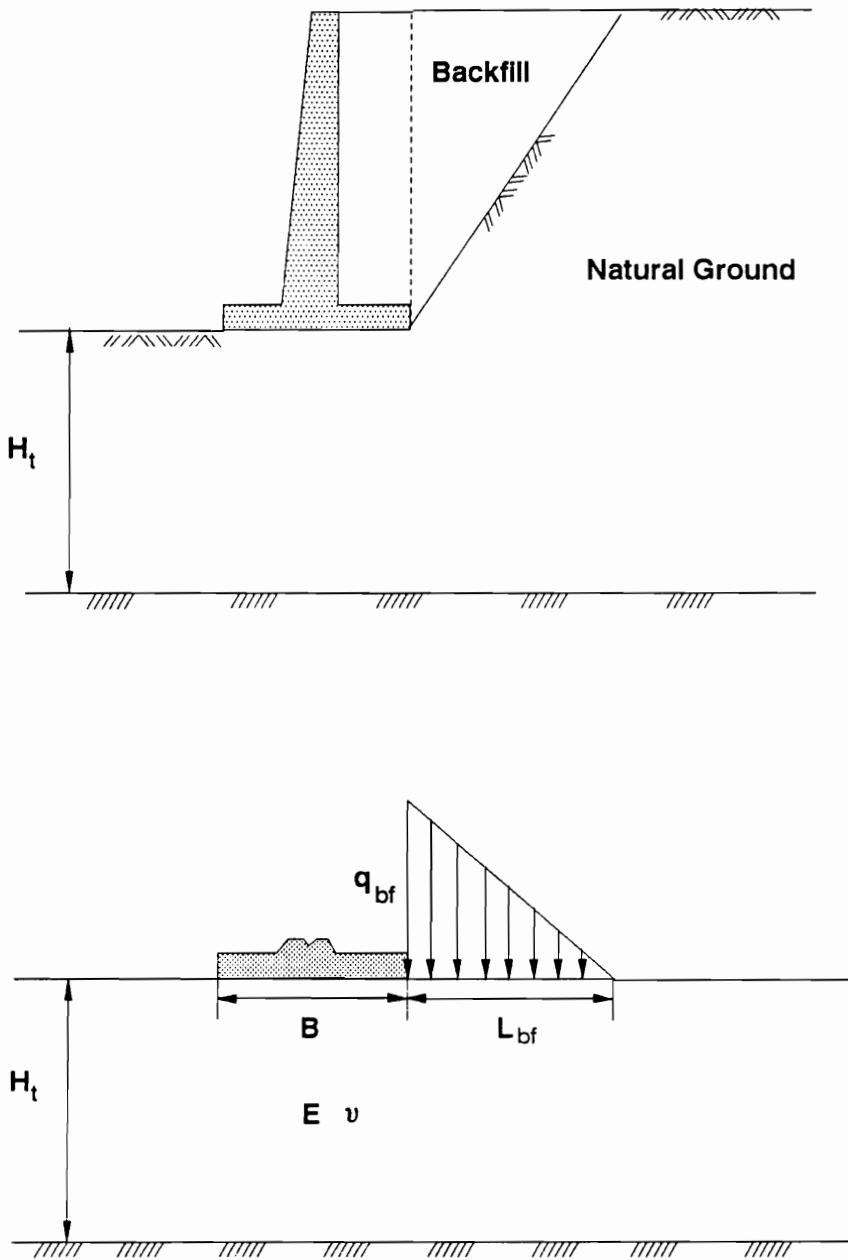 Backfill
Natural Ground
H_t
q_bf
B
L_bf
H_t
E υ